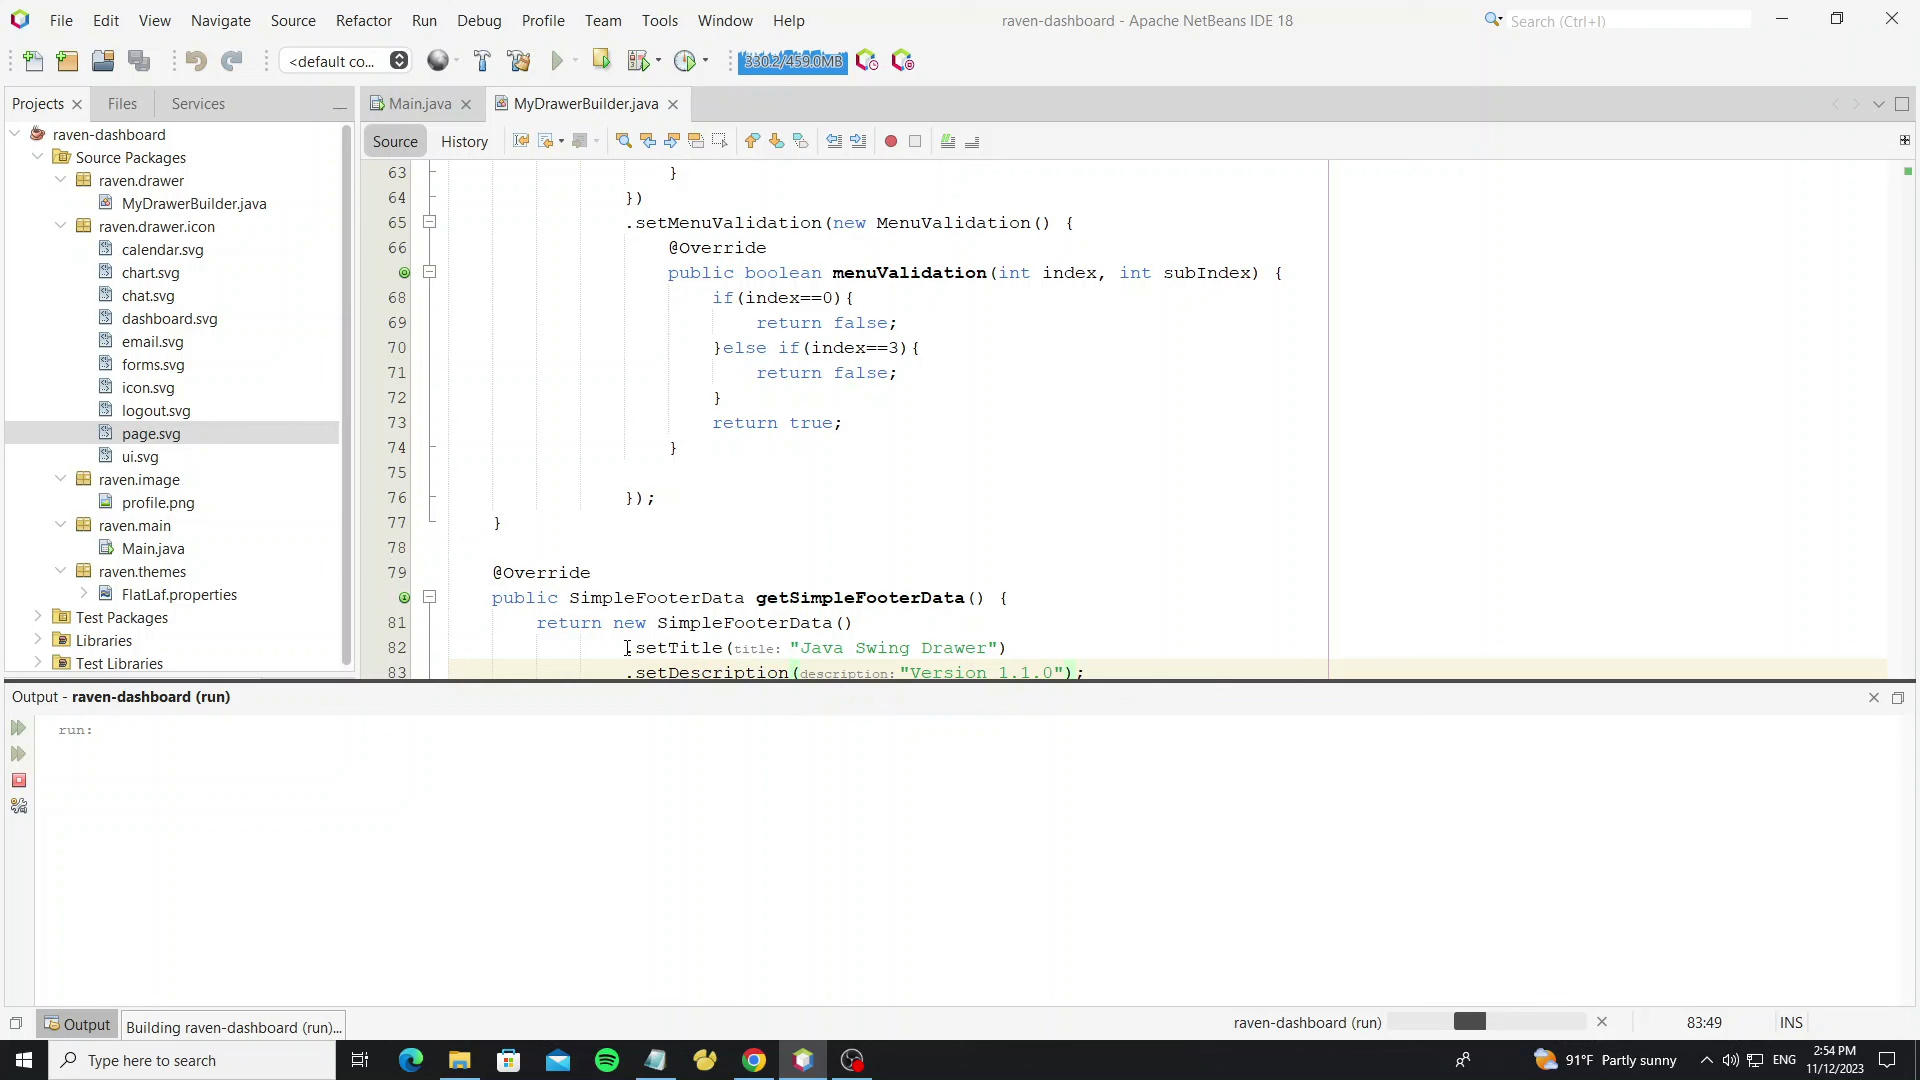 File Edit View Navigate Source Refactor Run Debug Profile Team Tools Window Help
raven-dashboard - Apache NetBeans IDE 18
Search (Ctrl+I)
<default co...
330.2/459.0MB
Projects Files Services
Main.java MyDrawerBuilder.java
raven-dashboard
Source Packages
raven.drawer
MyDrawerBuilder.java
raven.drawer.icon
calendar.svg
chart.svg
chat.svg
dashboard.svg
email.svg
forms.svg
icon.svg
logout.svg
page.svg
ui.svg
raven.image
profile.png
raven.main
Main.java
raven.themes
FlatLaf.properties
Test Packages
Libraries
Test Libraries
Source History
63 }
64 })
65 .setMenuValidation(new MenuValidation() {
66 @Override
public boolean menuValidation(int index, int subIndex) {
68 if(index==0){
69 return false;
70 }else if(index==3){
71 return false;
72 }
73 return true;
74 }
75
76 });
77 }
78
79 @Override
public SimpleFooterData getSimpleFooterData() {
81 return new SimpleFooterData()
82 .setTitle(title: "Java Swing Drawer")
83 .setDescription(description: "Version 1.1.0");
Output - raven-dashboard (run)
run:
Output
Building raven-dashboard (run)...
raven-dashboard (run)
83:49
INS
Type here to search
91°F Partly sunny
ENG
2:54 PM
11/12/2023